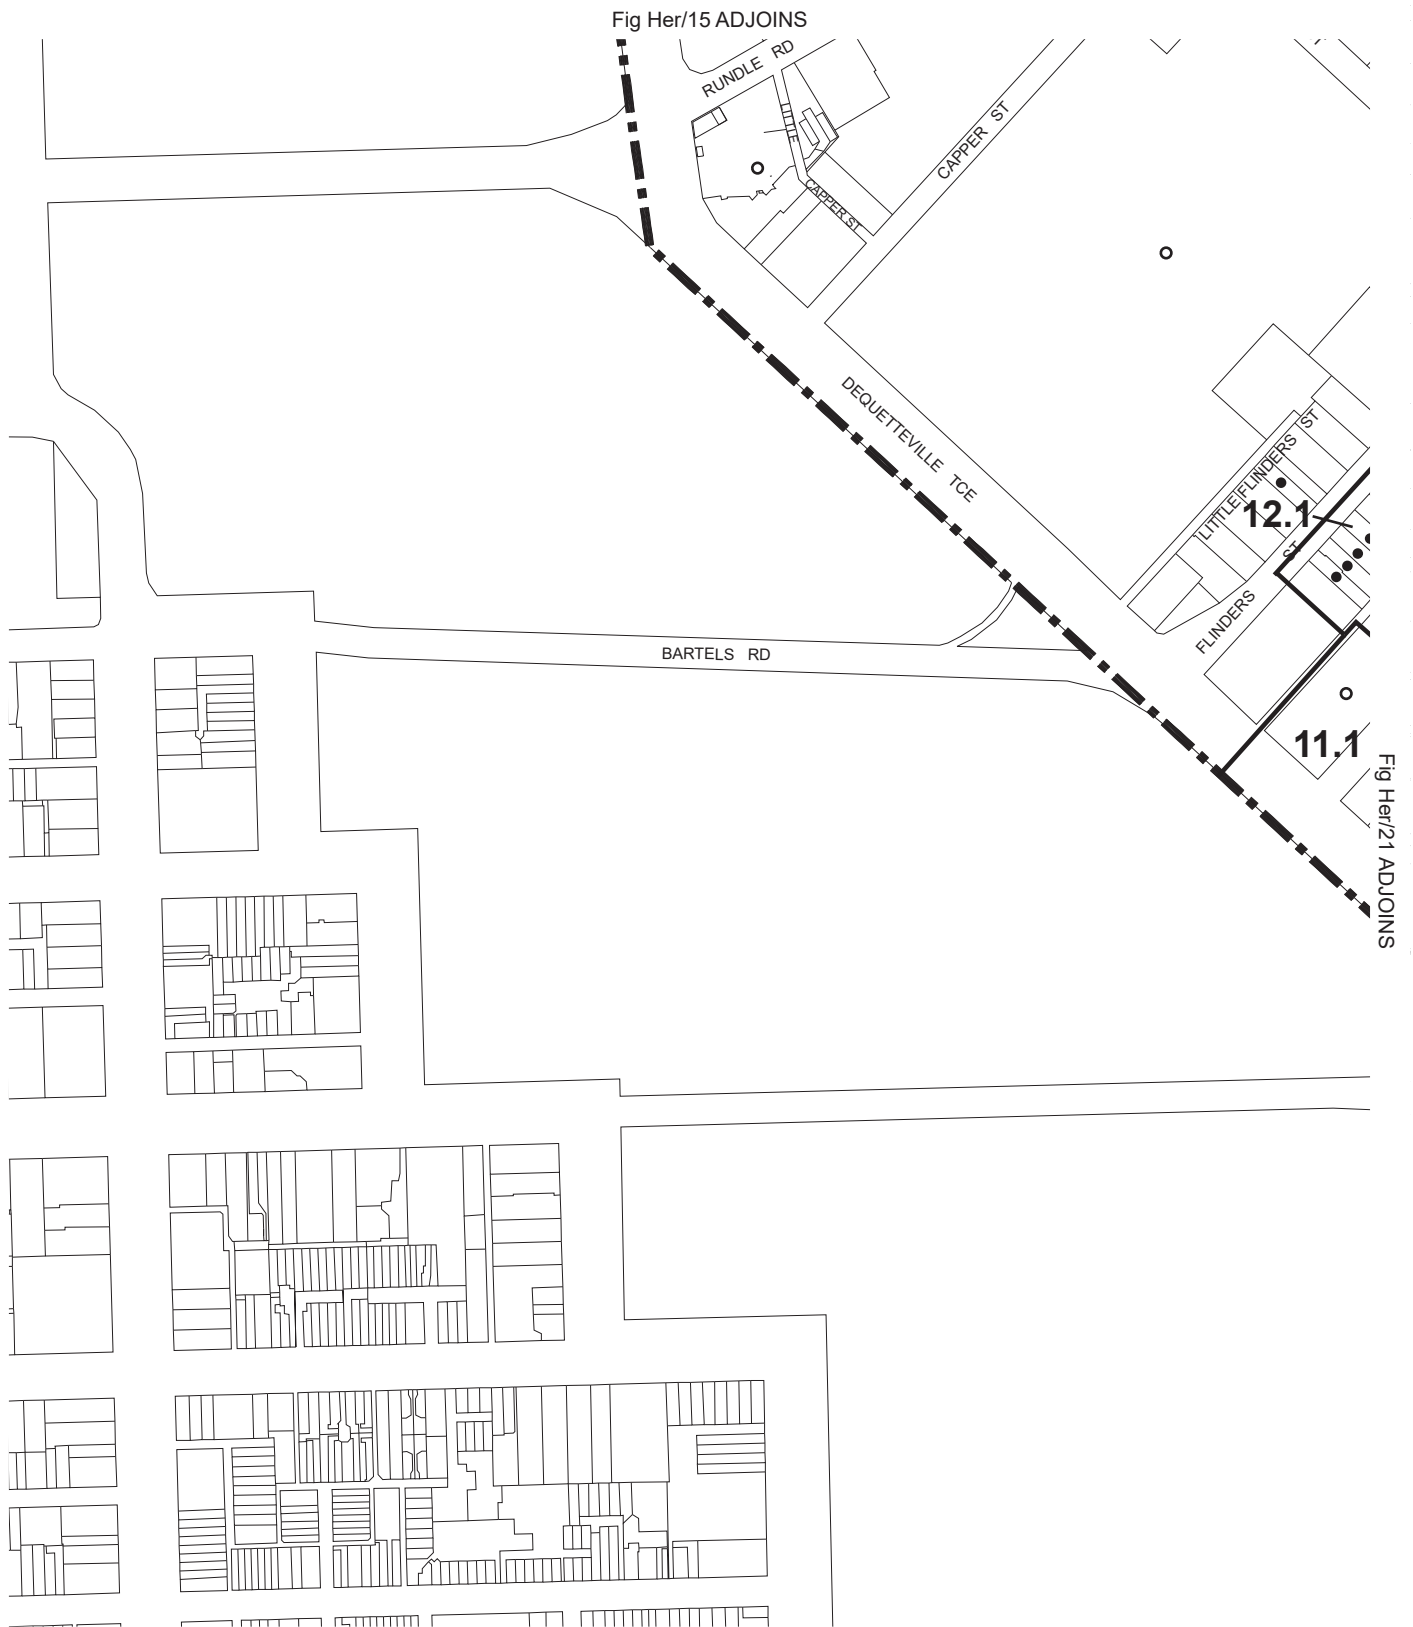 Fig Her/15 ADJOINS
RUNDLE RD
CAPPER ST
CAPPER ST
DEQUETTEVILLE TCE
LITTLE FLINDERS ST
12.1
FLINDERS ST
BARTELS RD
11.1
Fig Her/21 ADJOINS